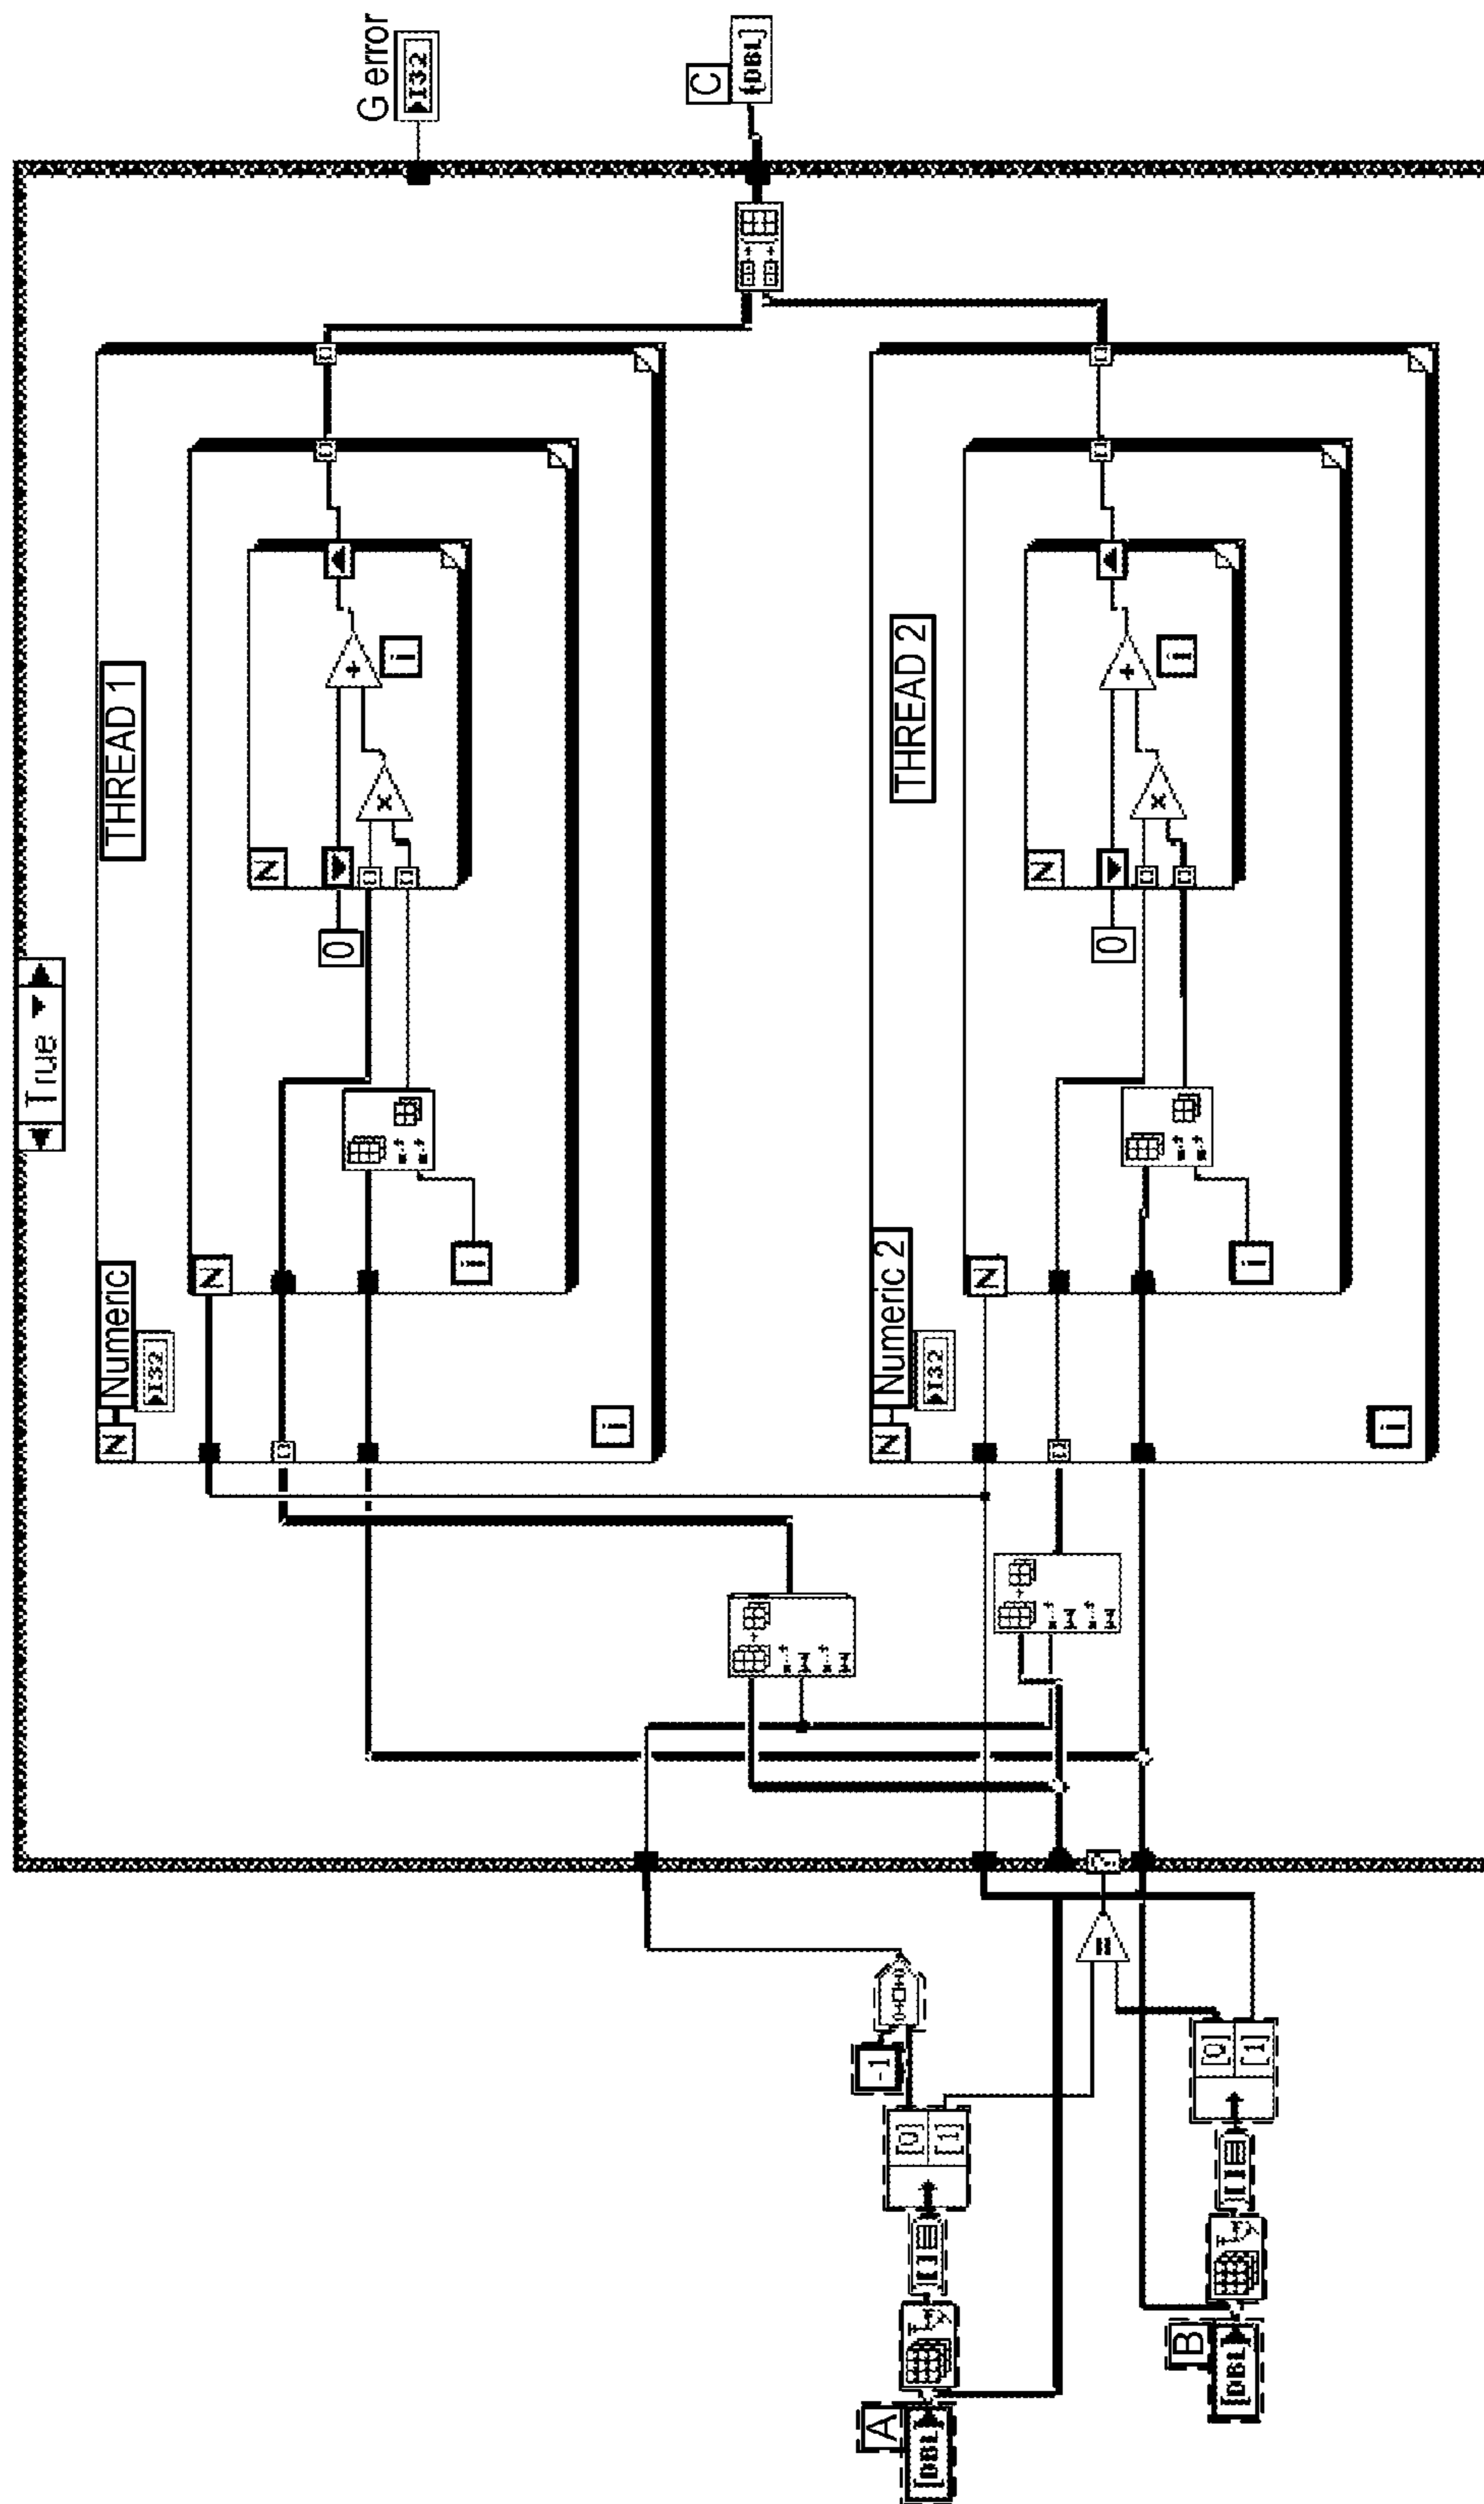 G error
I32
C
[DBL]
True
THREAD 1
N
0
+
x
i
N
i
Numeric
I32
N
i
THREAD 2
N
0
+
x
i
N
i
Numeric 2
I32
N
i
-1
[0]
[1]
=
[0]
[1]
A
[DBL]
B
[DBL]